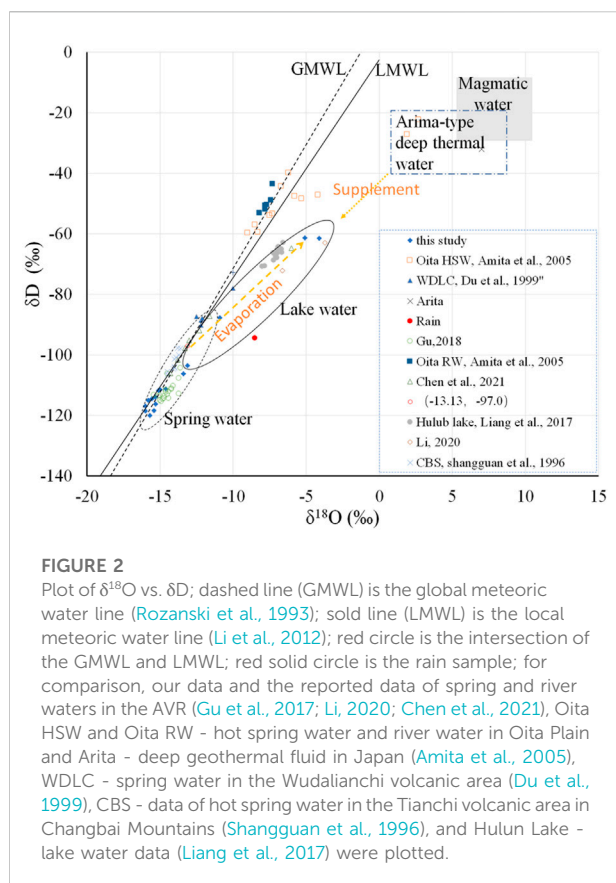 0
GMWL
LMWL
Magmatic
water
-20
Arima-type
deep thermal
water
-40
Supplement
-60
this study
Oita HSW, Amita et al., 2005
WDLC, Du et al., 1999"
Arita
Rain
Gu,2018
Oita RW, Amita et al., 2005
Chen et al., 2021
(-13.13, -97.0)
Hulub lake, Liang et al., 2017
Li, 2020
CBS, shangguan et al., 1996
δD (‰)
-80
Evaporation
Lake water
-100
-120
Spring water
-140
-20 -15 -10 -5 0 5 10 15
δ18O (‰)
FIGURE 2
Plot of δ18O vs. δD; dashed line (GMWL) is the global meteoric
water line (Rozanski et al., 1993); sold line (LMWL) is the local
meteoric water line (Li et al., 2012); red circle is the intersection of
the GMWL and LMWL; red solid circle is the rain sample; for
comparison, our data and the reported data of spring and river
waters in the AVR (Gu et al., 2017; Li, 2020; Chen et al., 2021), Oita
HSW and Oita RW - hot spring water and river water in Oita Plain
and Arita - deep geothermal fluid in Japan (Amita et al., 2005),
WDLC - spring water in the Wudalianchi volcanic area (Du et al.,
1999), CBS - data of hot spring water in the Tianchi volcanic area in
Changbai Mountains (Shangguan et al., 1996), and Hulun Lake -
lake water data (Liang et al., 2017) were plotted.